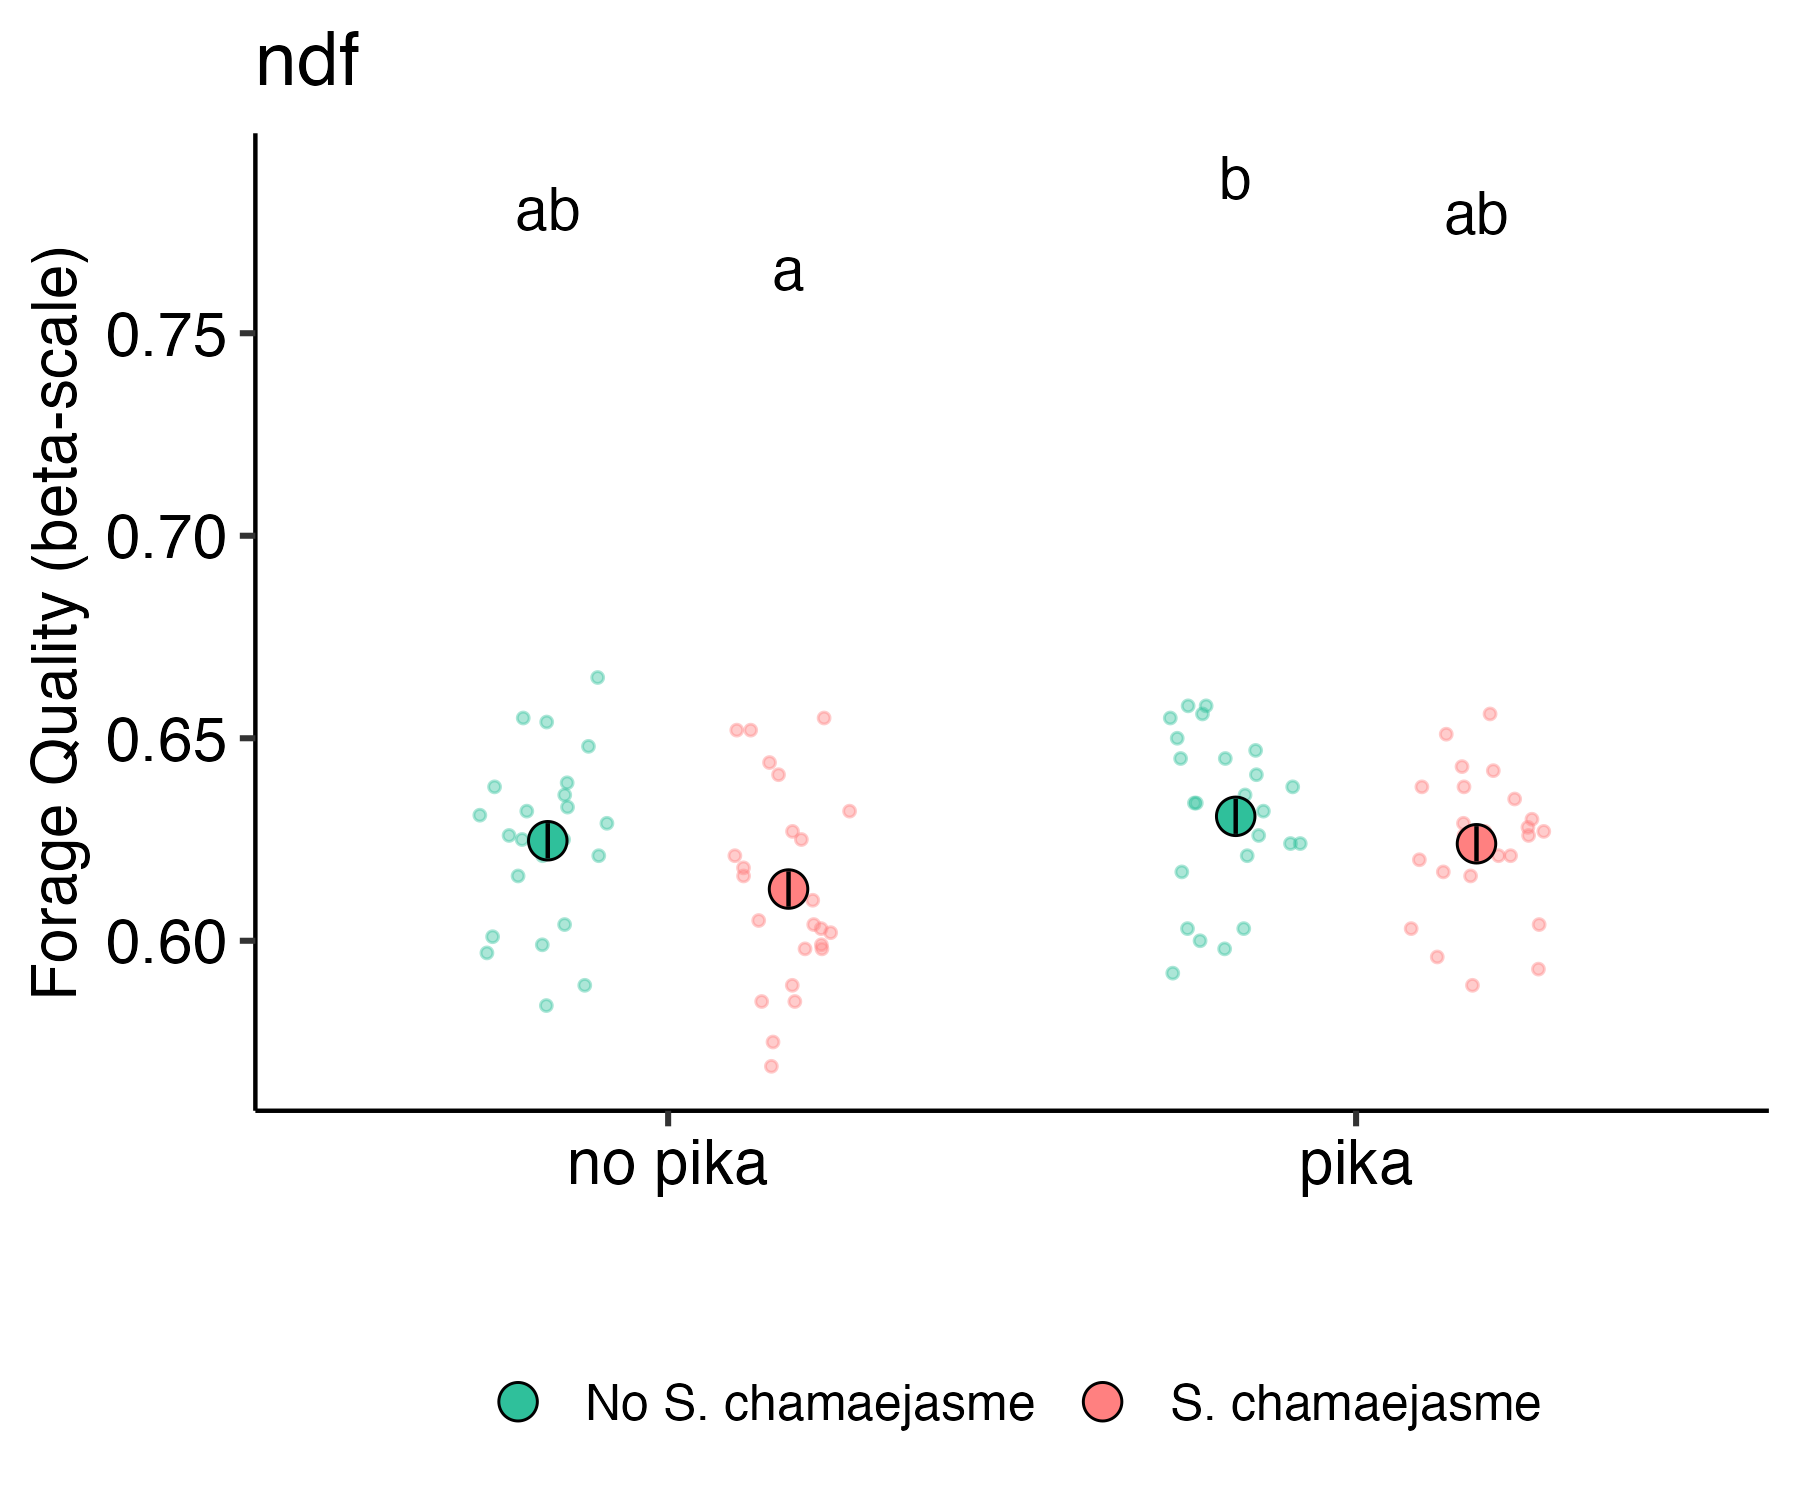 ndf
Forage Quality (beta-scale)
0.75
0.70
0.65
0.60
ab
a
b
ab
no pika
pika
No S. chamaejasme
S. chamaejasme